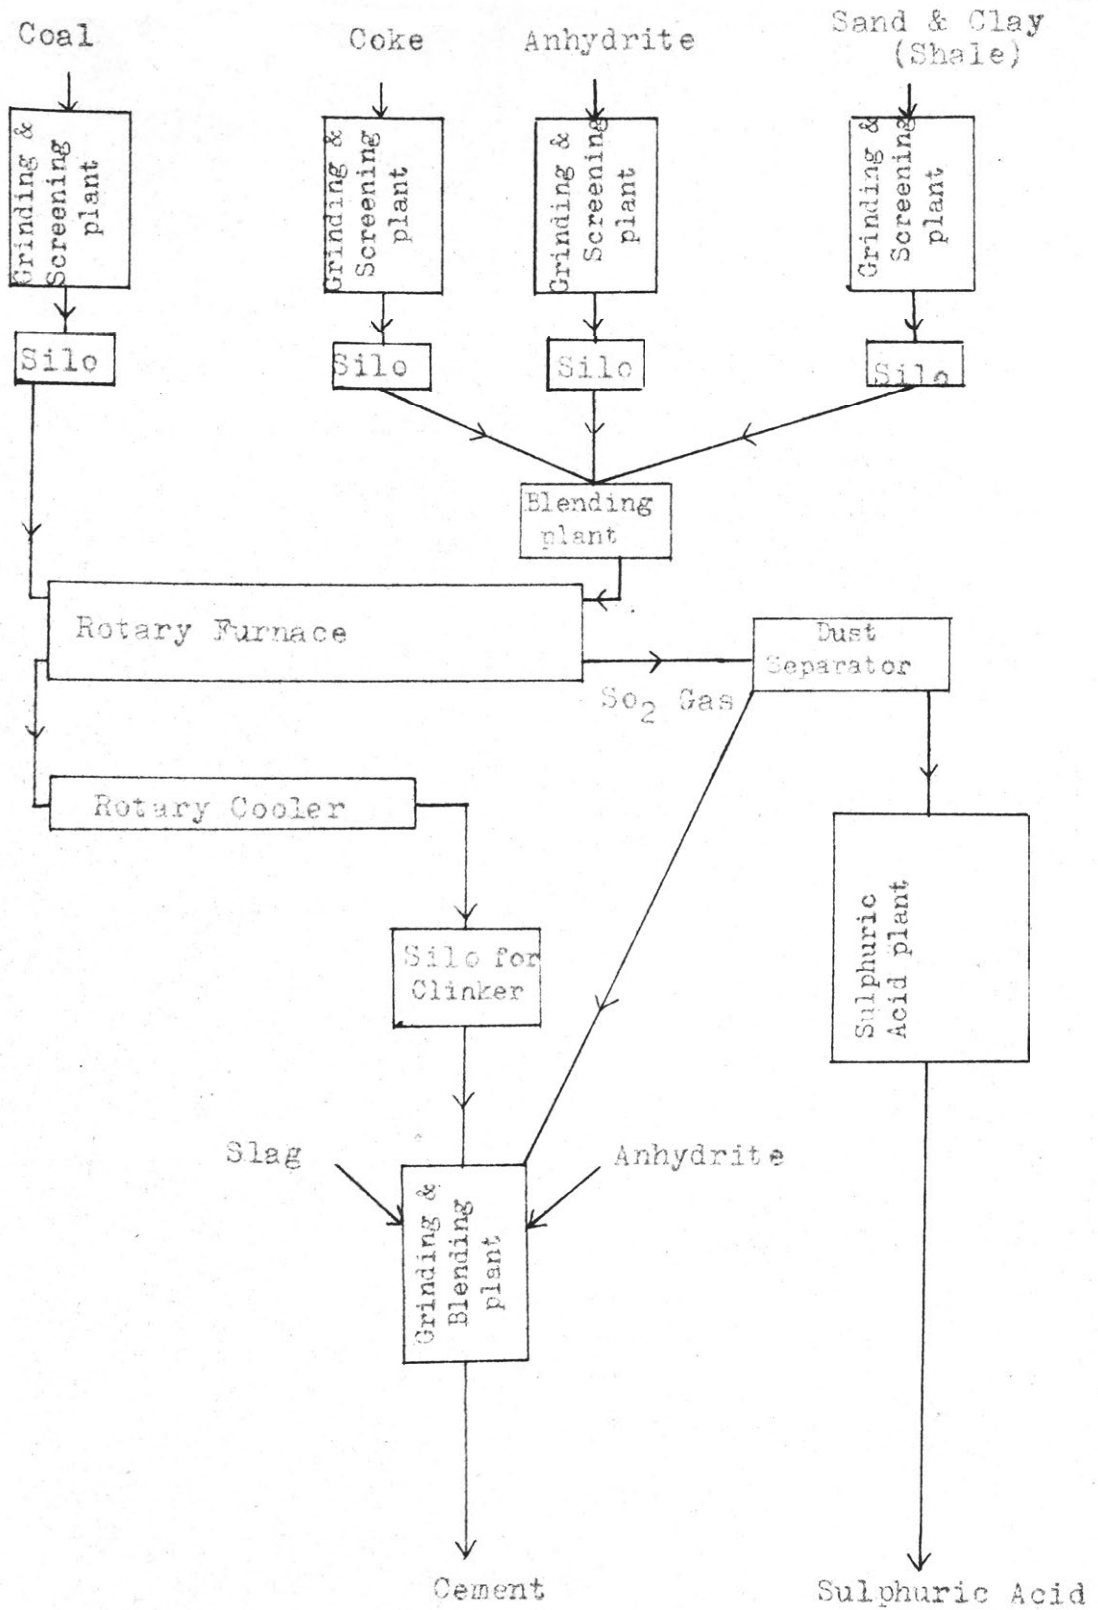 Coal
Coke
Anhydrite
Sand & Clay
(Shale)
Grinding &
Screening
plant
Grinding &
Screening
plant
Grinding &
Screening
plant
Grinding &
Screening
plant
Silo
Silo
Silo
Silo
Blending
plant
Rotary Furnace
Dust
Separator
So2 Gas
Rotary Cooler
Sulphuric
Acid plant
Silo for
Clinker
Slag
Anhydrite
Grinding &
Blending
plant
Cement
Sulphuric Acid